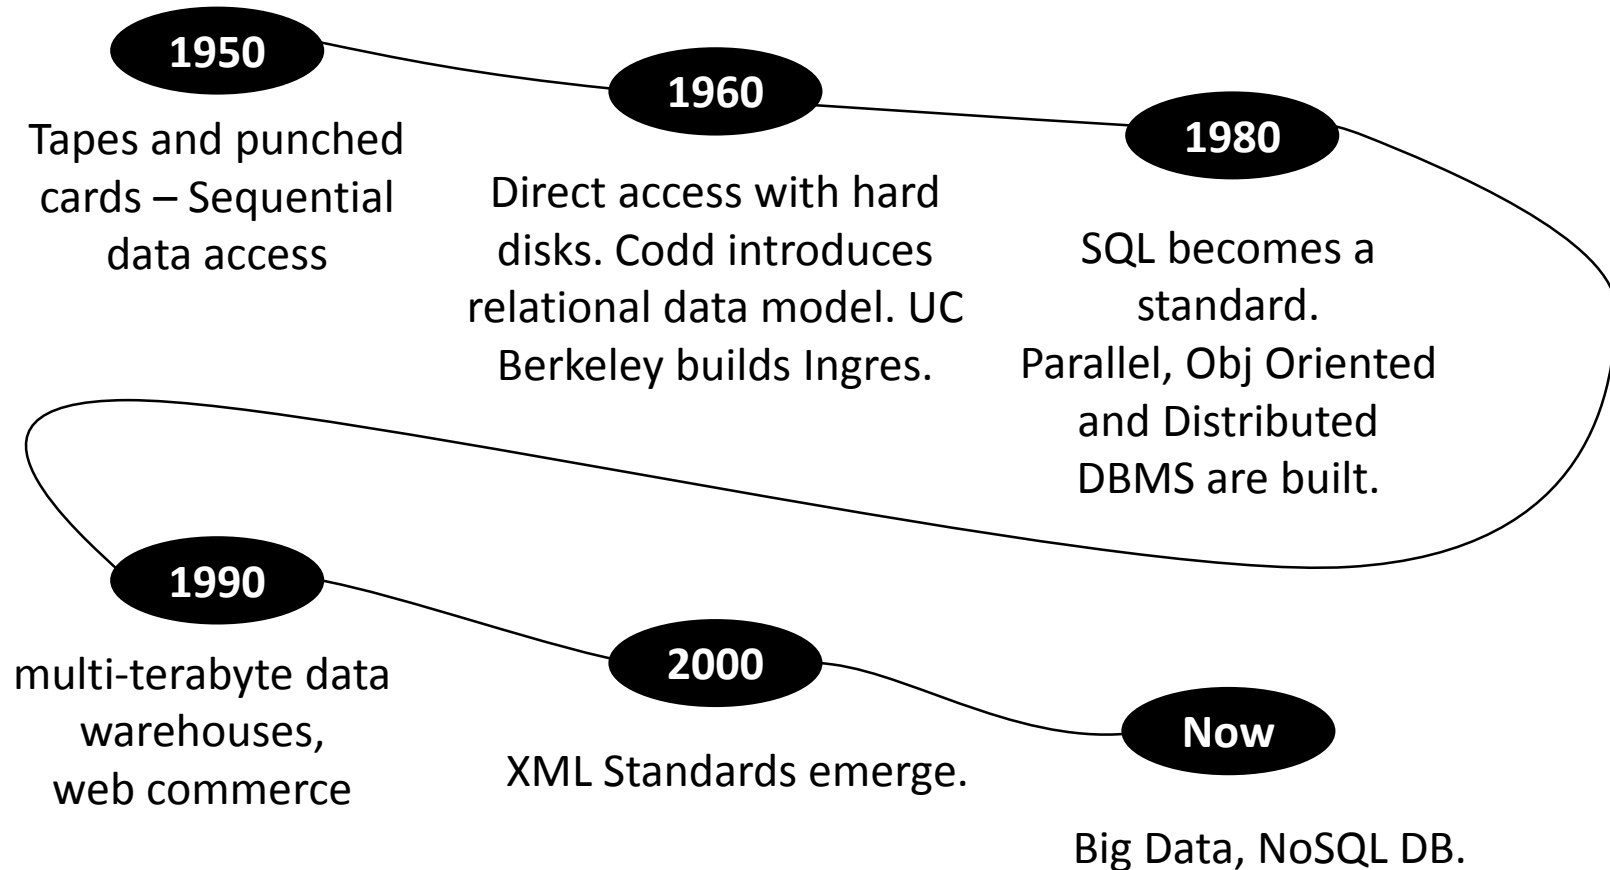 1950
Tapes and punched
cards – Sequential
data access
1960
Direct access with hard
disks. Codd introduces
relational data model. UC
Berkeley builds Ingres.
1980
SQL becomes a
standard.
Parallel, Obj Oriented
and Distributed
DBMS are built.
1990
multi-terabyte data
warehouses,
web commerce
2000
XML Standards emerge.
Now
Big Data, NoSQL DB.